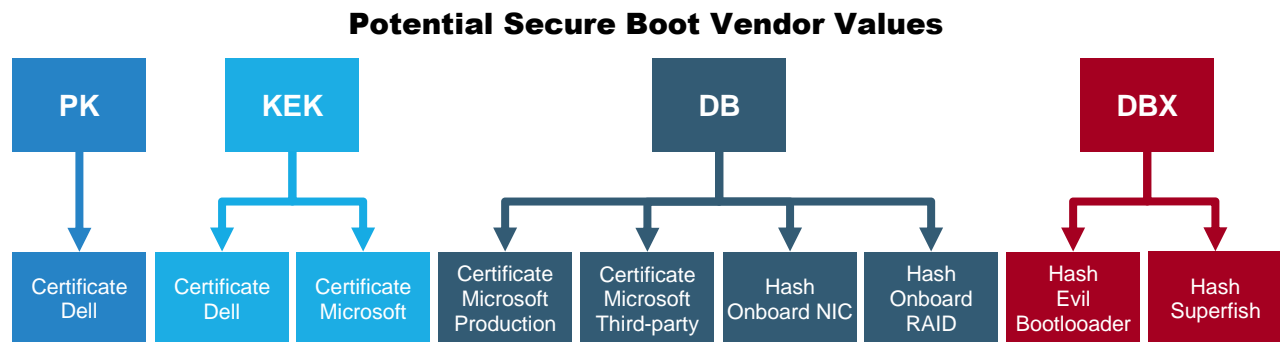 Potential Secure Boot Vendor Values
PK
KEK
DB
DBX
Certificate
Dell
Certificate
Dell
Certificate
Microsoft
Certificate
Microsoft
Production
Certificate
Microsoft
Third-party
Hash
Onboard NIC
Hash
Onboard
RAID
Hash
Evil
Bootlooader
Hash
Superfish